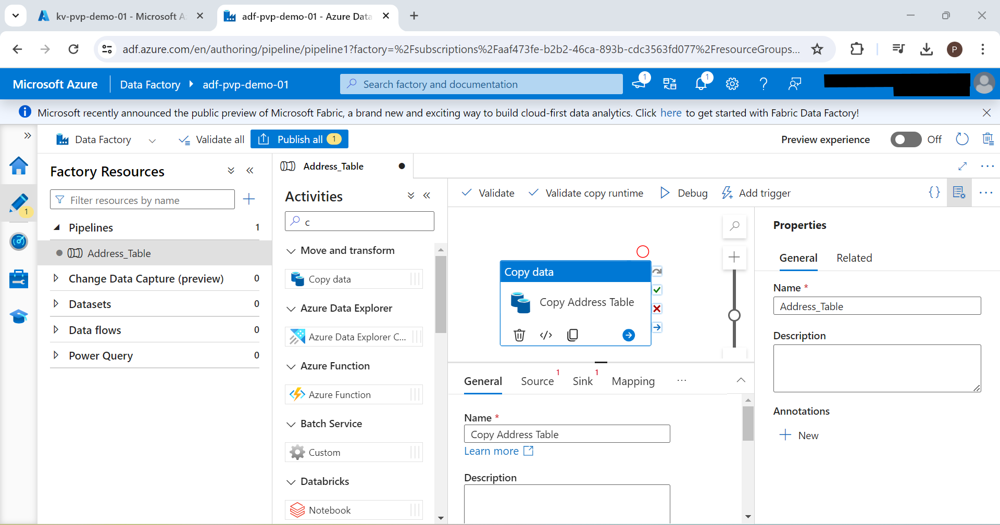 kv-pvp-demo-01 - Microsoft A
adf-pvp-demo-01 - Azure Data
adf.azure.com/en/authoring/pipeline/pipeline1?factory=%2Fsubscriptions%2Faaf473fe-b2b2-46ca-893b-cdc3563fd077%2FresourceGroups...
P
Microsoft Azure
Data Factory
adf-pvp-demo-01
Search factory and documentation
1
1
Microsoft recently announced the public preview of Microsoft Fabric, a brand new and exciting way to build cloud-first data analytics. Click here to get started with Fabric Data Factory!
Data Factory
Validate all
Publish all 1
Preview experience
Off
Factory Resources
Filter resources by name
1
Pipelines 1
Address_Table
Change Data Capture (preview) 0
Datasets 0
Data flows 0
Power Query 0
Address_Table
Activities
c
Move and transform
Copy data
Azure Data Explorer
Azure Data Explorer C...
Azure Function
Azure Function
Batch Service
Custom
Databricks
Notebook
Validate
Validate copy runtime
Debug
Add trigger
Copy data
Copy Address Table
General
Source 1
Sink 1
Mapping
Name *
Copy Address Table
Learn more
Description
Properties
General
Related
Name *
Address_Table
Description
Annotations
New